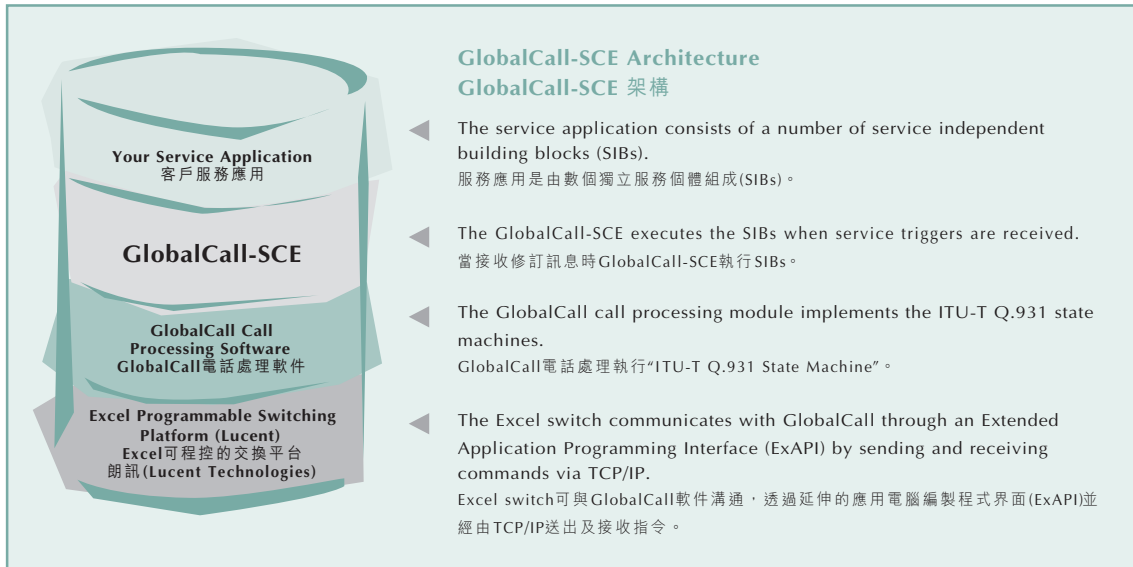 GlobalCall-SCE Architecture
GlobalCall-SCE 架構
Your Service Application
客戶服務應用
The service application consists of a number of service independent
building blocks (SIBs).
服務應用是由數個獨立服務個體組成(SIBs)。
GlobalCall-SCE
The GlobalCall-SCE executes the SIBs when service triggers are received.
當接收修訂訊息時GlobalCall-SCE執行SIBs。
GlobalCall Call
Processing Software
GlobalCall電話處理軟件
The GlobalCall call processing module implements the ITU-T Q.931 state
machines.
GlobalCall電話處理執行“ITU-T Q.931 State Machine”。
Excel Programmable Switching
Platform (Lucent)
Excel可程控的交換平台
朗訊(Lucent Technologies)
The Excel switch communicates with GlobalCall through an Extended
Application Programming Interface (ExAPI) by sending and receiving
commands via TCP/IP.
Excel switch可與GlobalCall軟件溝通，透過延伸的應用電腦編製程式界面(ExAPI)並
經由TCP/IP送出及接收指令。